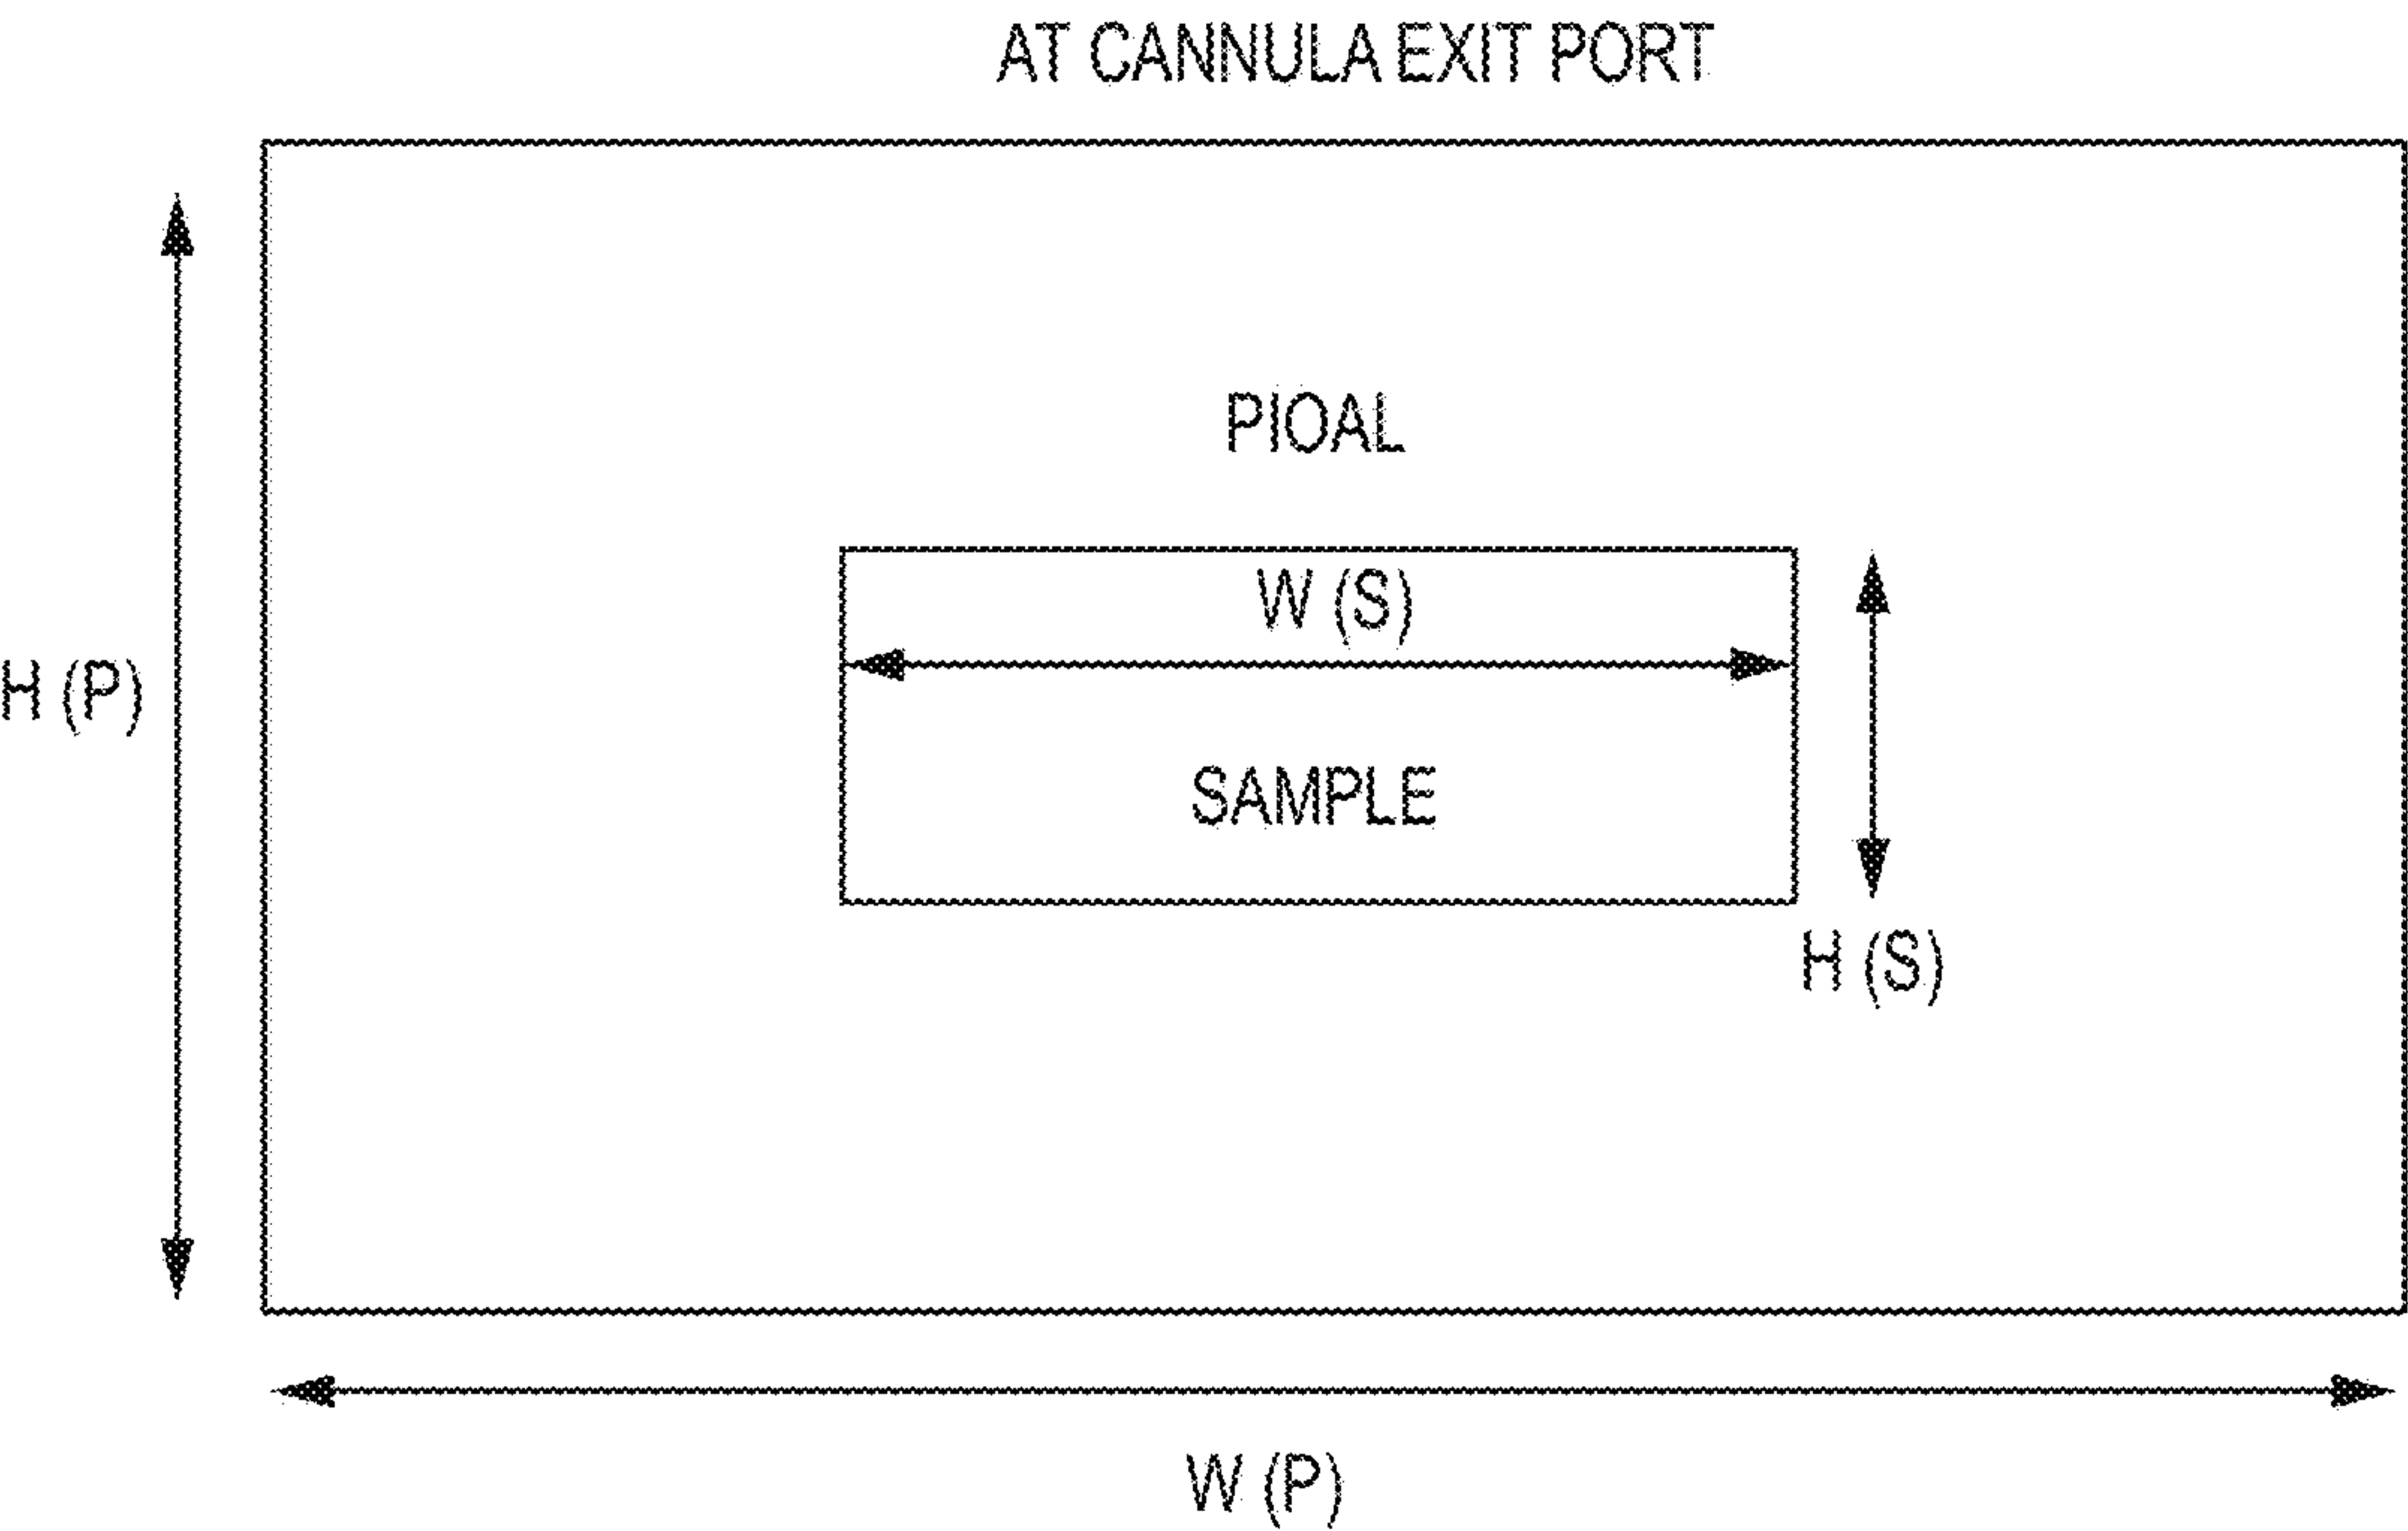 AT CANNULA EXIT PORT
PIOAL
W (S)
H (P)
SAMPLE
H (S)
W (P)